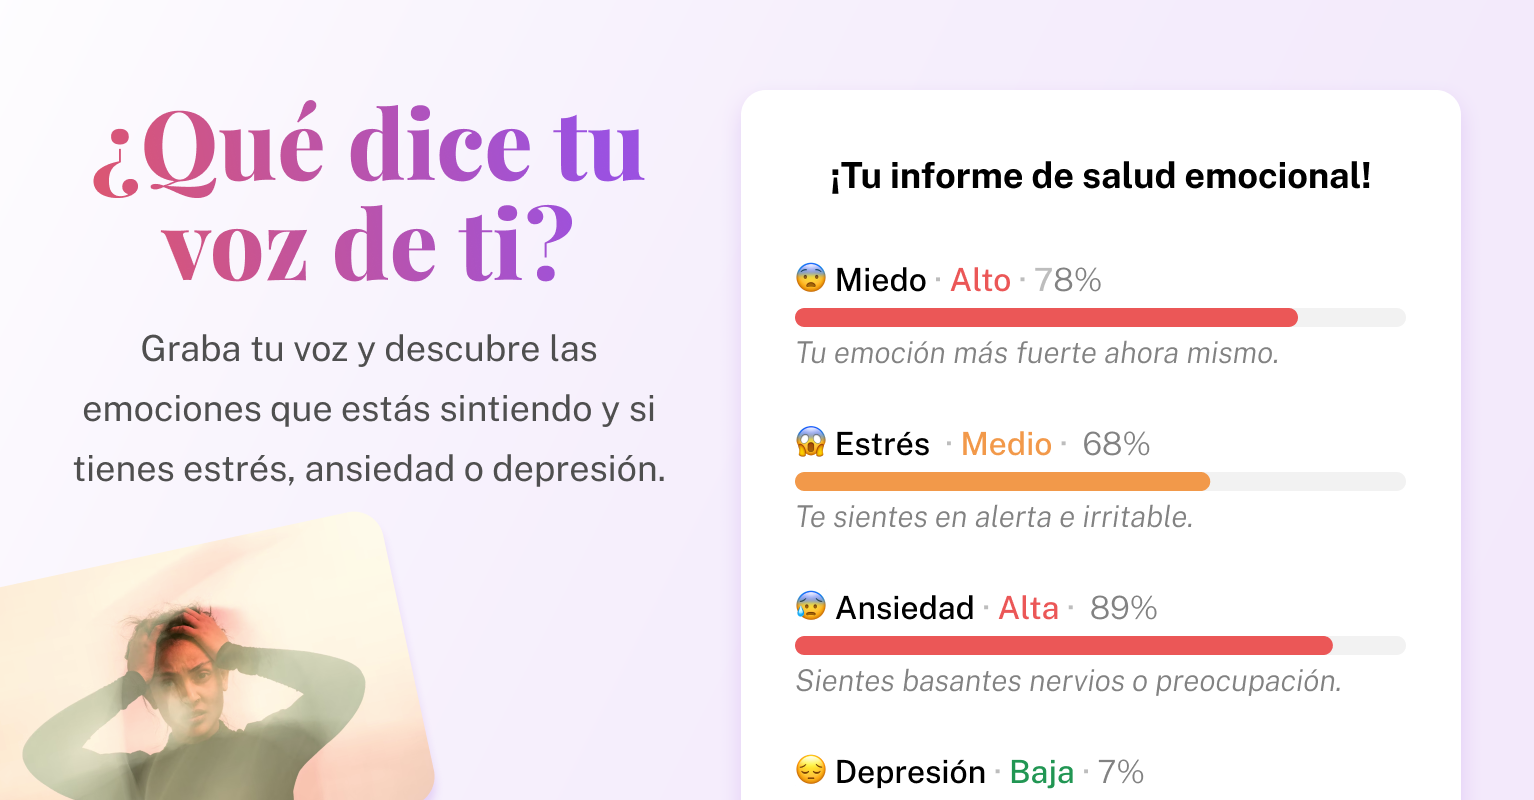 ¿Qué dice tu
voz de ti?
Graba tu voz y descubre las
emociones que estás sintiendo y si
tienes estrés, ansiedad o depresión.
¡Tu informe de salud emocional!
😨 Miedo · Alto · 78%
Tu emoción más fuerte ahora mismo.
😱 Estrés · Medio · 68%
Te sientes en alerta e irritable.
😰 Ansiedad · Alta · 89%
Sientes basantes nervios o preocupación.
😔 Depresión · Baja · 7%